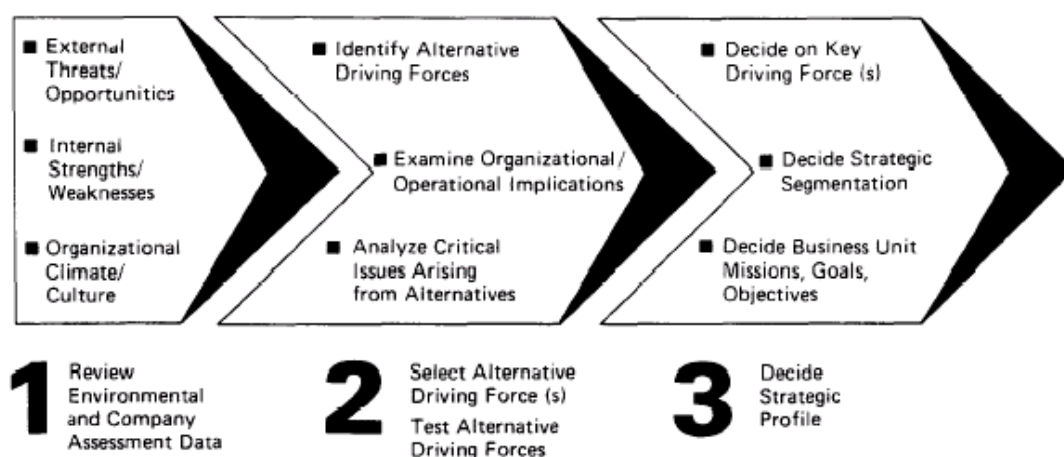 ■ External
Threats/
Opportunities
■ Internal
Strengths/
Weaknesses
■ Organizational
Climate/
Culture
■ Identify Alternative
Driving Forces
■ Examine Organizational/
Operational Implications
■ Analyze Critical
Issues Arising
from Alternatives
■ Decide on Key
Driving Force (s)
■ Decide Strategic
Segmentation
■ Decide Business Unit
Missions, Goals,
Objectives
1 Review
Environmental
and Company
Assessment Data
2 Select Alternative
Driving Force (s)
Test Alternative
Driving Forces
3 Decide
Strategic
Profile